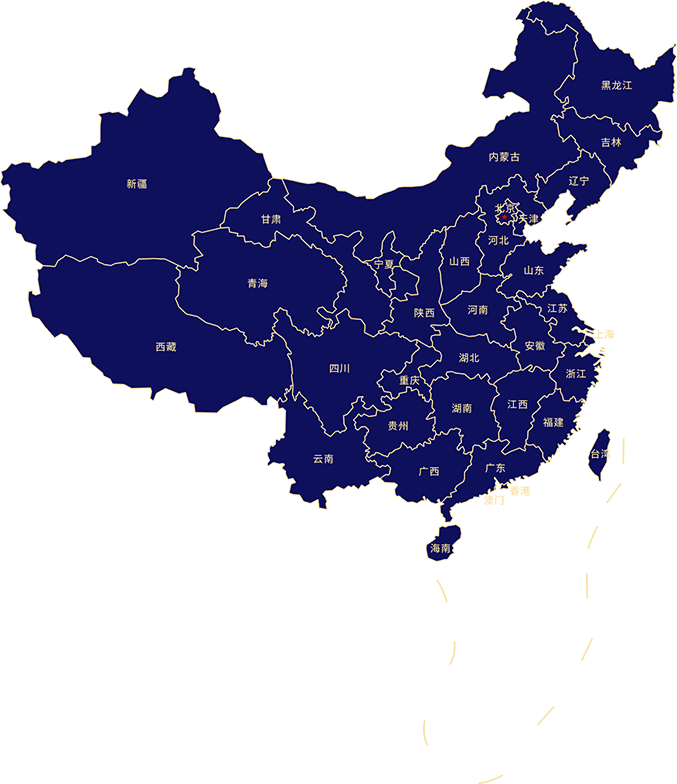 黑龙江
吉林
内蒙古
辽宁
新疆
北京
天津
甘肃
河北
山西
宁夏
山东
青海
陕西
河南
江苏
上海
安徽
西藏
湖北
四川
浙江
重庆
湖南
江西
福建
贵州
台湾
云南
广西
广东
香港
澳门
海南